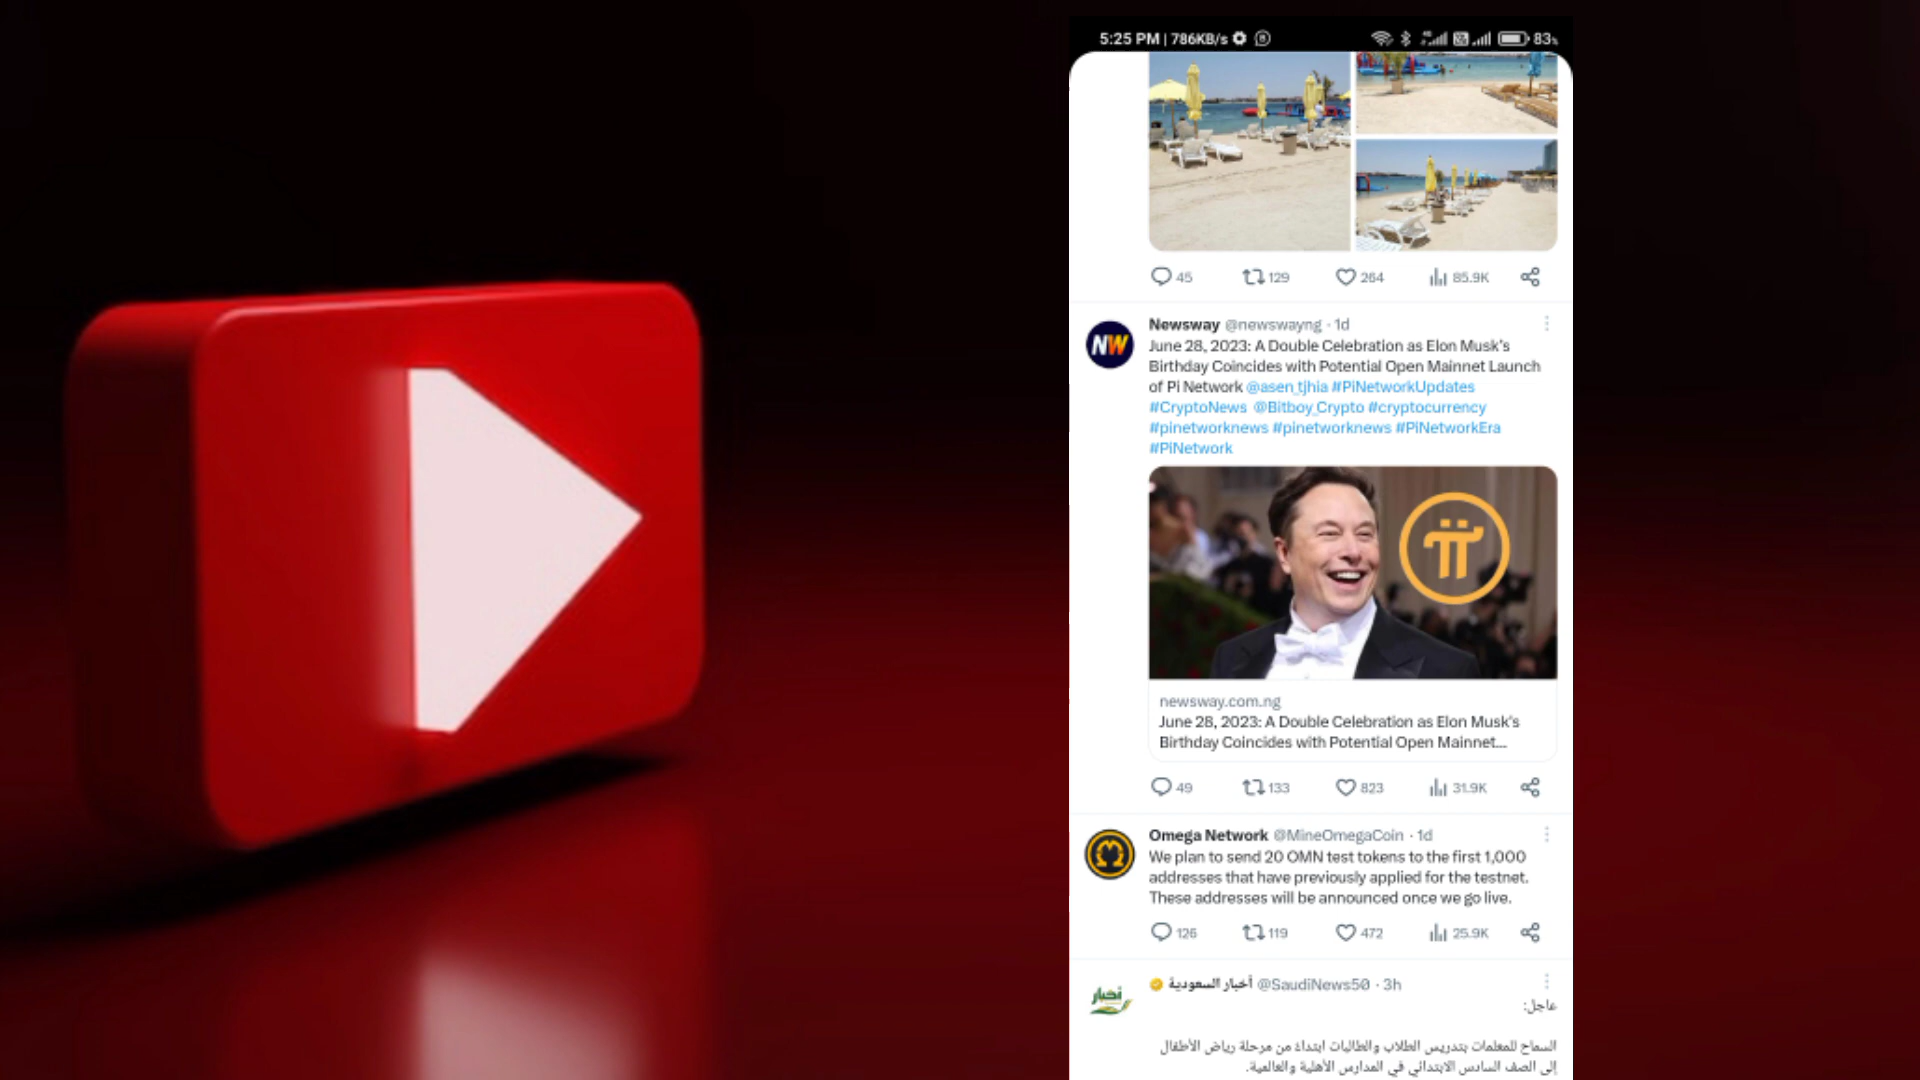 5:25 PM | 786KB/s
83%
45 129 264 85.9K
Newsway @newswayng · 1d
June 28, 2023: A Double Celebration as Elon Musk's
Birthday Coincides with Potential Open Mainnet Launch
of Pi Network @asen_tjhia #PiNetworkUpdates
#CryptoNews @Bitboy_Crypto #cryptocurrency
#pinetworknews #pinetworknews #PiNetworkEra
#PiNetwork
newsway.com.ng
June 28, 2023: A Double Celebration as Elon Musk's
Birthday Coincides with Potential Open Mainnet...
49 133 823 31.9K
NW
Omega Network @MineOmegaCoin · 1d
We plan to send 20 OMN test tokens to the first 1,000
addresses that have previously applied for the testnet.
These addresses will be announced once we go live.
126 119 472 25.9K
أخبار
أخبار السعودية @SaudiNews50 · 3h
عاجل:
السماح للمعلمات بتدريس الطلاب والطالبات ابتداءً من مرحلة رياض الأطفال
إلى الصف السادس الابتدائي في المدارس الأهلية والعالمية.